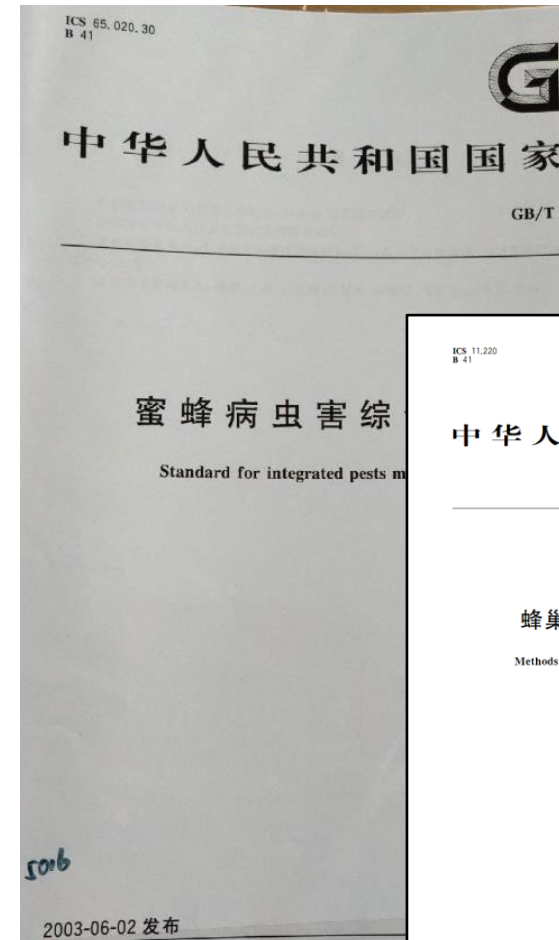 ICS 65.020.30
B 41
中华人民共和国国家
GB/T
蜜蜂病虫害综
Standard for integrated pests m
2003-06-02 发布
ICS 11.220
B 41
中华人
蜂巢
Methods